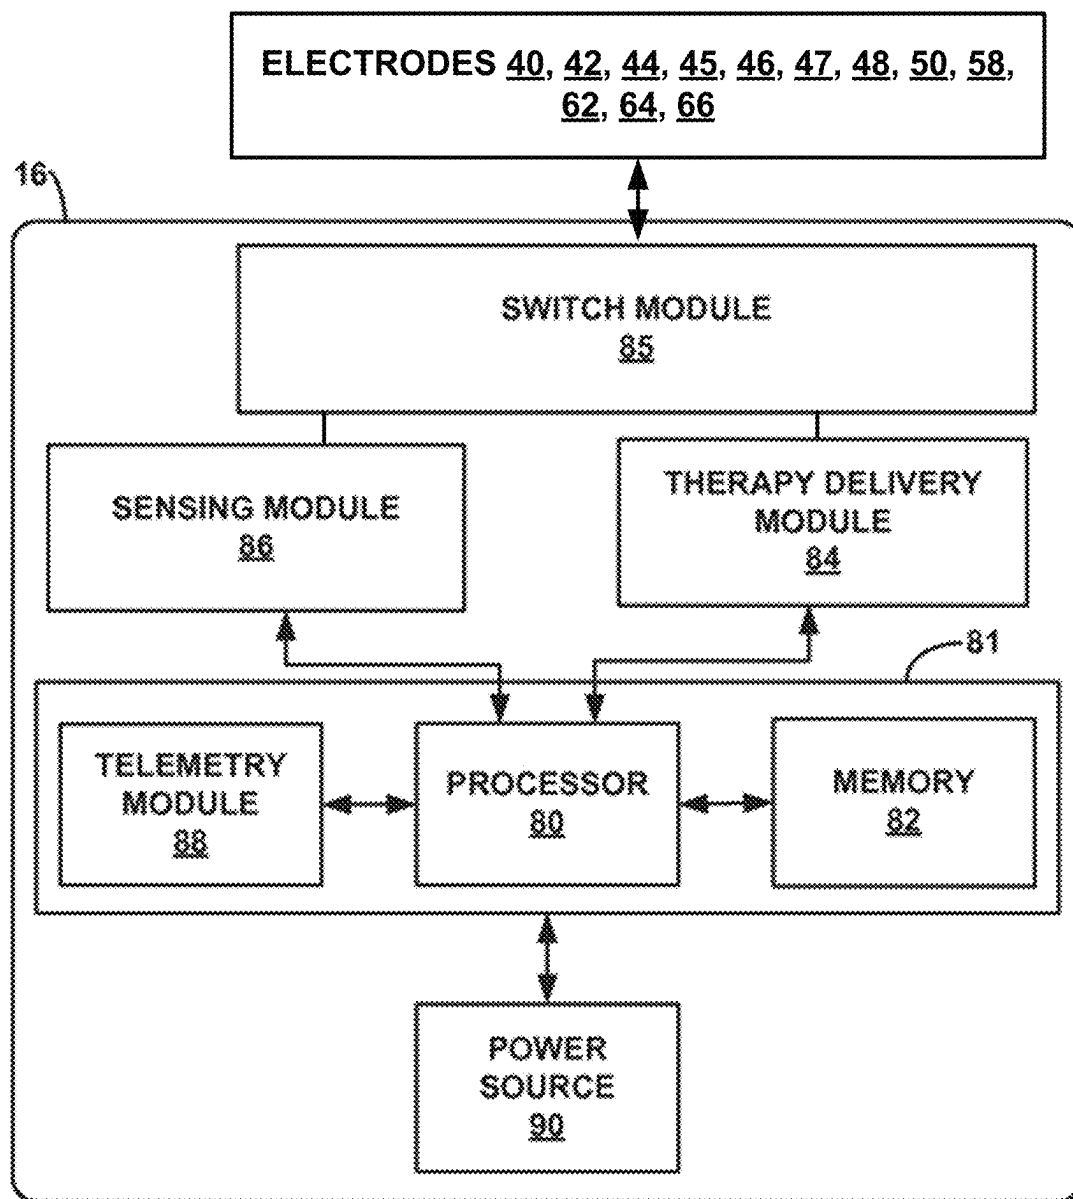 ELECTRODES 40, 42, 44, 45, 46, 47, 48, 50, 58,
62, 64, 66
16
SWITCH MODULE
85
SENSING MODULE
86
THERAPY DELIVERY
MODULE
84
81
TELEMETRY
MODULE
88
PROCESSOR
80
MEMORY
82
POWER
SOURCE
90